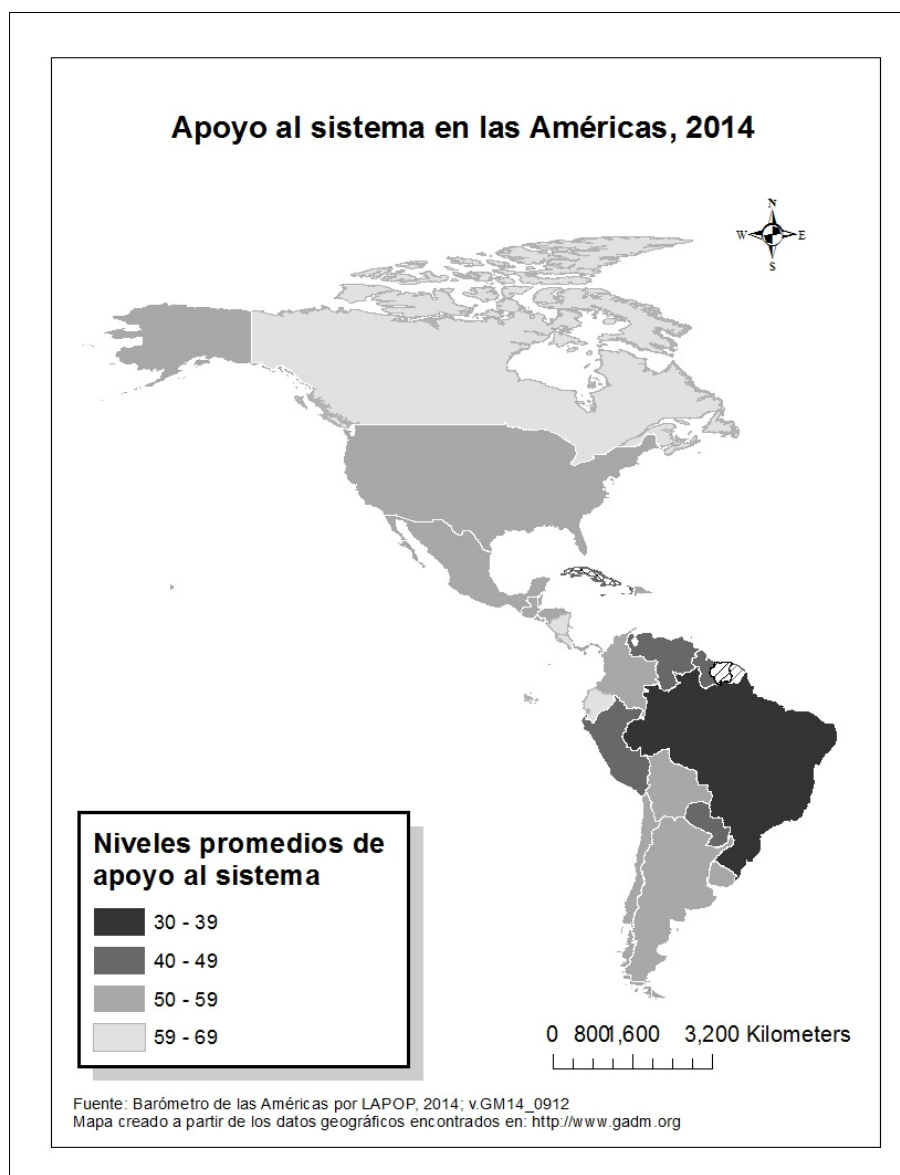 Apoyo al sistema en las Américas, 2014
N
W E
S
Niveles promedios de
apoyo al sistema
30 - 39
40 - 49
50 - 59
59 - 69
0 8001,600 3,200 Kilometers
Fuente: Barómetro de las Américas por LAPOP, 2014; v.GM14_0912
Mapa creado a partir de los datos geográficos encontrados en: http://www.gadm.org